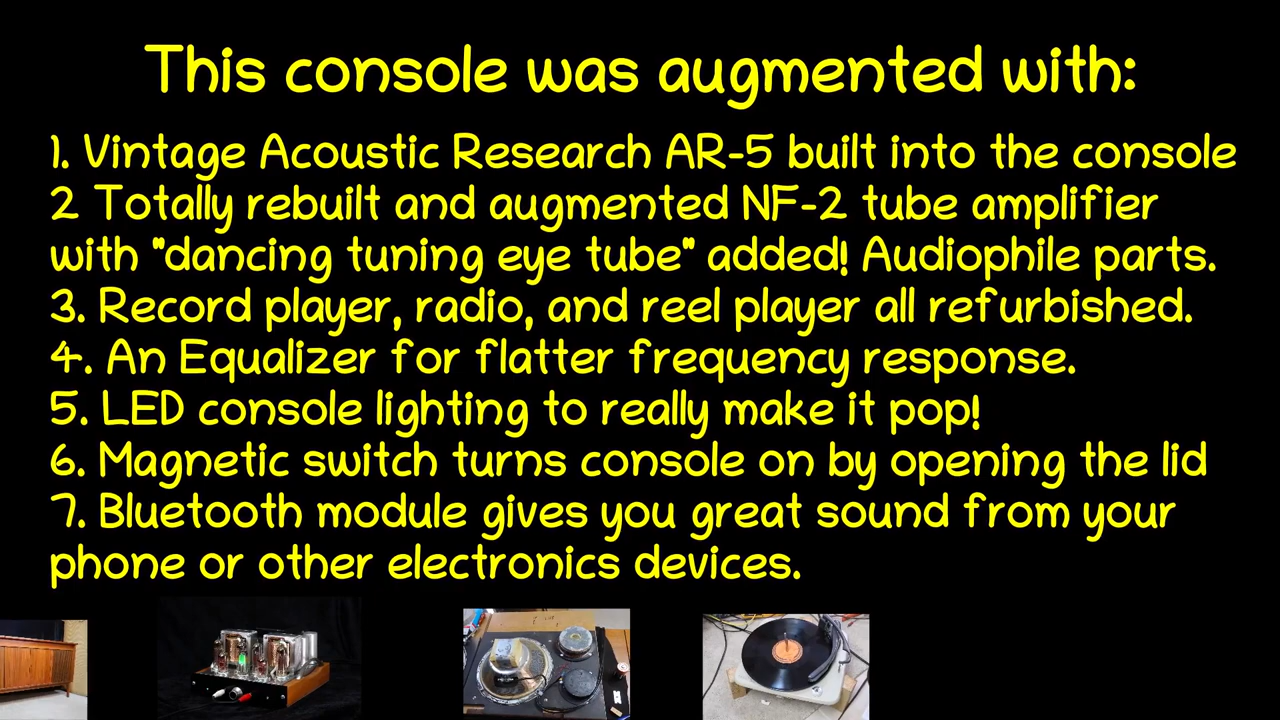 This console was augmented with:
1. Vintage Acoustic Research AR-5 built into the console
2 Totally rebuilt and augmented NF-2 tube amplifier
with "dancing tuning eye tube" added! Audiophile parts.
3. Record player, radio, and reel player all refurbished.
4. An Equalizer for flatter frequency response.
5. LED console lighting to really make it pop!
6. Magnetic switch turns console on by opening the lid
7. Bluetooth module gives you great sound from your
phone or other electronics devices.